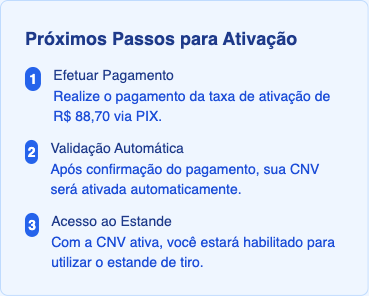 Próximos Passos para Ativação
1 Efetuar Pagamento
Realize o pagamento da taxa de ativação de
R$ 88,70 via PIX.
2 Validação Automática
Após confirmação do pagamento, sua CNV
será ativada automaticamente.
3 Acesso ao Estande
Com a CNV ativa, você estará habilitado para
utilizar o estande de tiro.